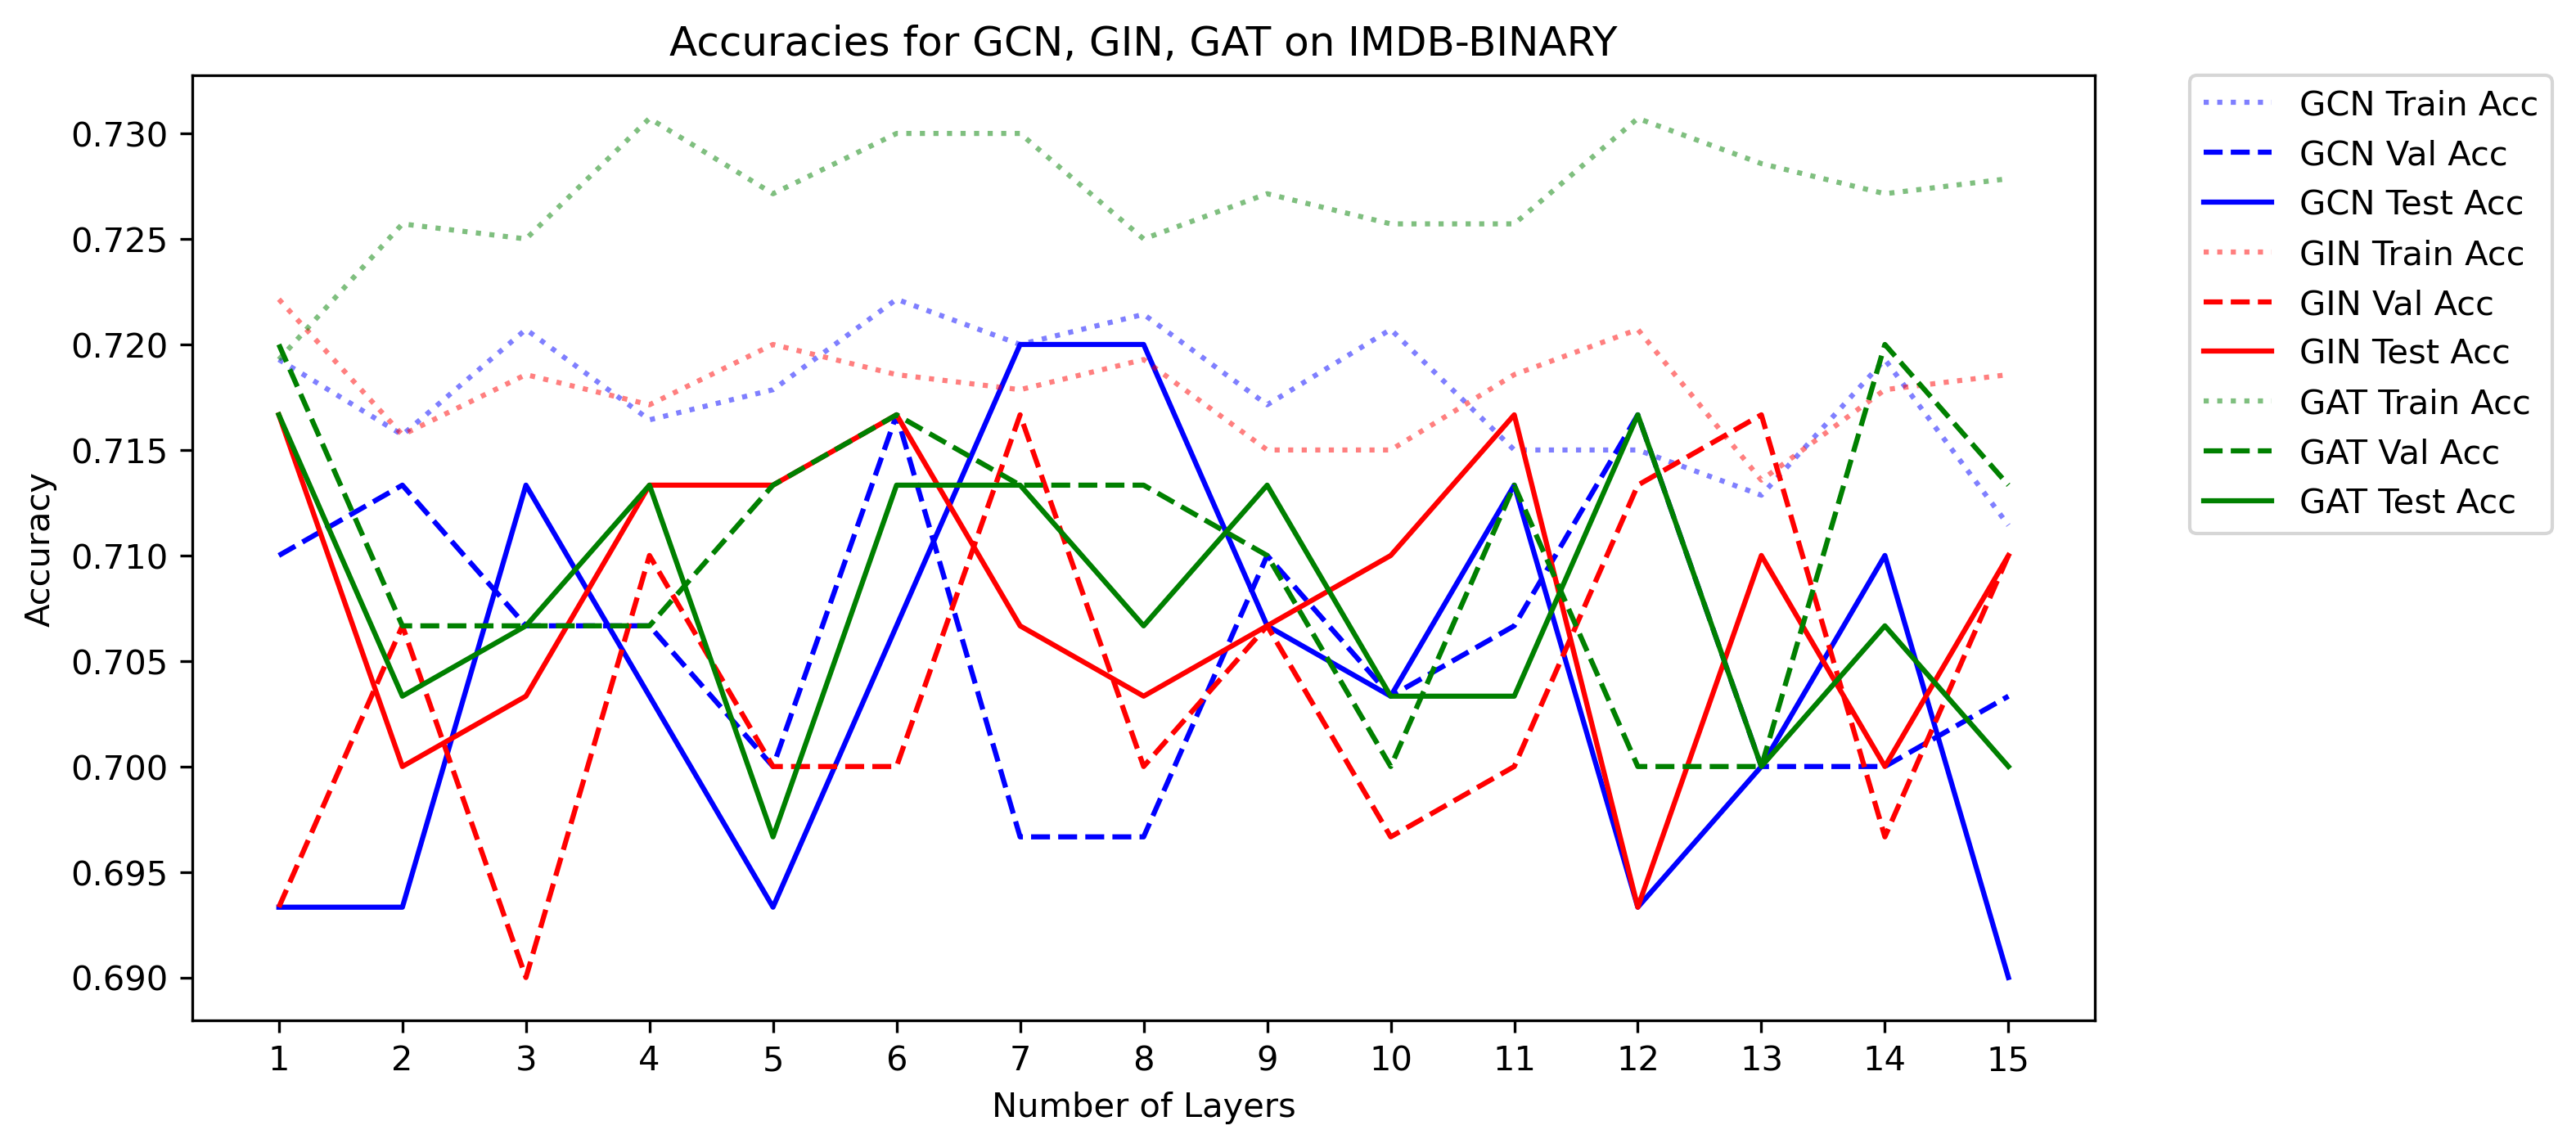 Accuracies for GCN, GIN, GAT on IMDB-BINARY
Accuracy
0.730
0.725
0.720
0.715
0.710
0.705
0.700
0.695
0.690
1 2 3 4 5 6 7 8 9 10 11 12 13 14 15
Number of Layers
GCN Train Acc
GCN Val Acc
GCN Test Acc
GIN Train Acc
GIN Val Acc
GIN Test Acc
GAT Train Acc
GAT Val Acc
GAT Test Acc